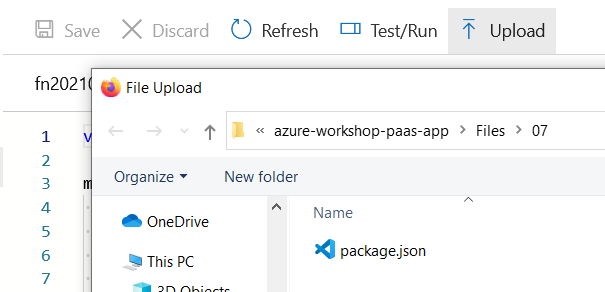 Save Discard Refresh Test/Run Upload
fn2021
File Upload
« azure-workshop-paas-app > Files > 07
Organize New folder
1 v
2
3 m
4
5
6
7
Name
OneDrive
package.json
This PC
3D Objects